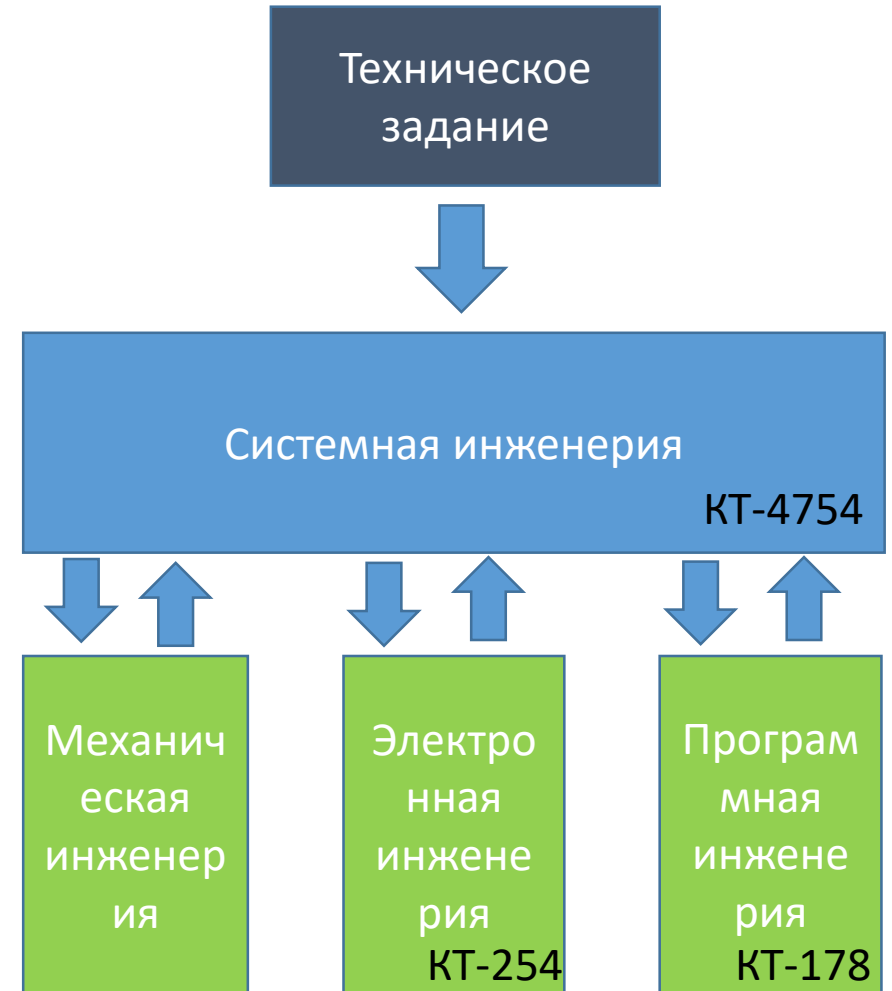 Техническое
задание
Системная инженерия
КТ-4754
Механич
еская
инженер
ия
Электро
нная
инжене
рия
КТ-254
Програм
мная
инжене
рия
КТ-178